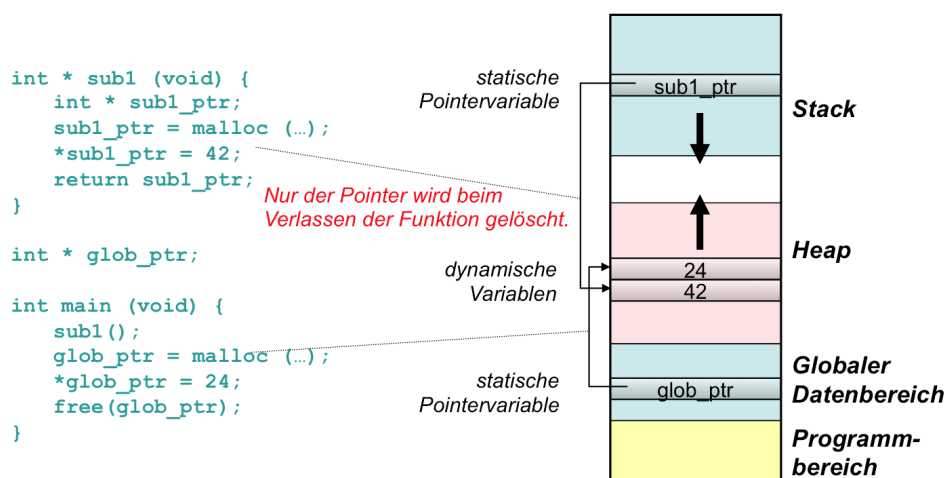 int * sub1 (void) {
int * sub1_ptr;
sub1_ptr = malloc (…);
*sub1_ptr = 42;
return sub1_ptr;
}
int * glob_ptr;
int main (void) {
sub1();
glob_ptr = malloc (…);
*glob_ptr = 24;
free(glob_ptr);
}
Nur der Pointer wird beim
Verlassen der Funktion gelöscht.
statische
Pointervariable
dynamische
Variablen
statische
Pointervariable
sub1_ptr
24
42
glob_ptr
Stack
Heap
Globaler
Datenbereich
Programm-
bereich